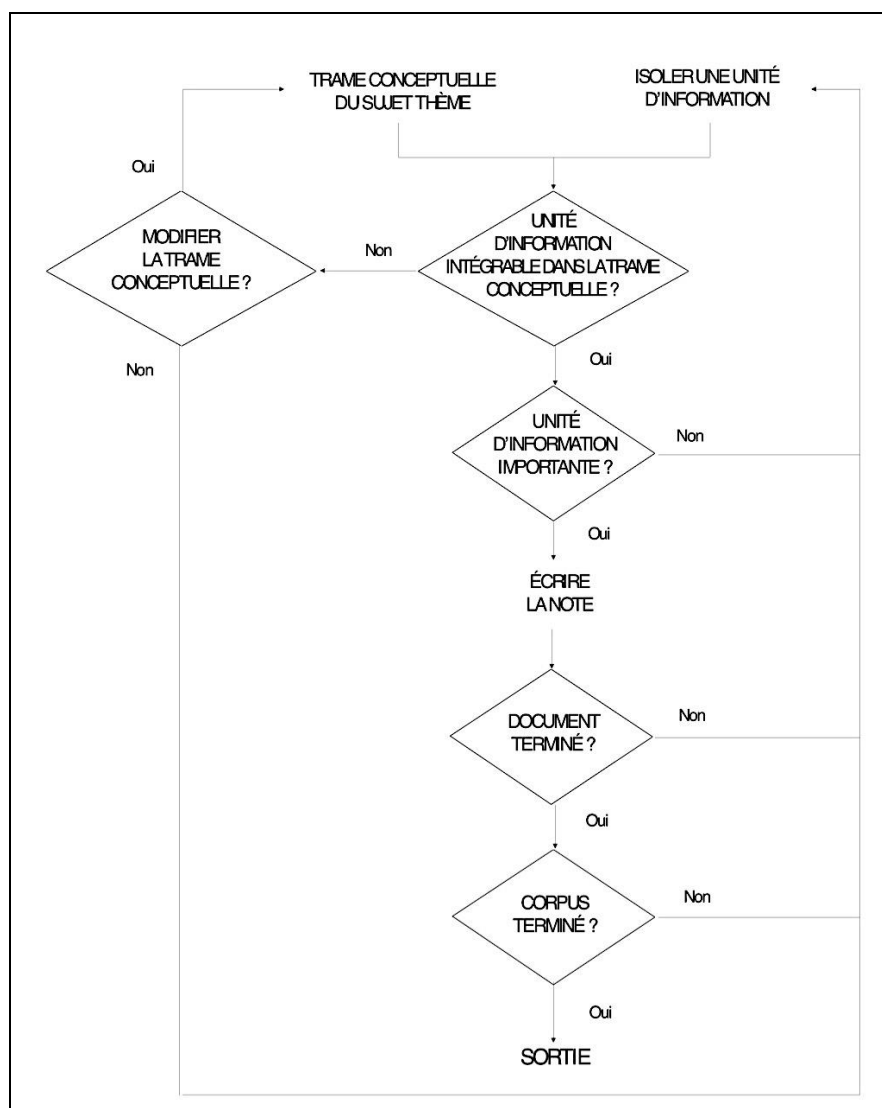 TRAME CONCEPTUELLE
DU SUJET THÈME
ISOLER UNE UNITÉ
D'INFORMATION
Oui
MODIFIER
LA TRAME
CONCEPTUELLE ?
Non
UNITÉ
D'INFORMATION
INTÉGRABLE DANS LA TRAME
CONCEPTUELLE ?
Non
Oui
UNITÉ
D'INFORMATION
IMPORTANTE ?
Non
Oui
ÉCRIRE
LA NOTE
DOCUMENT
TERMINÉ ?
Non
Oui
CORPUS
TERMINÉ ?
Non
Oui
SORTIE